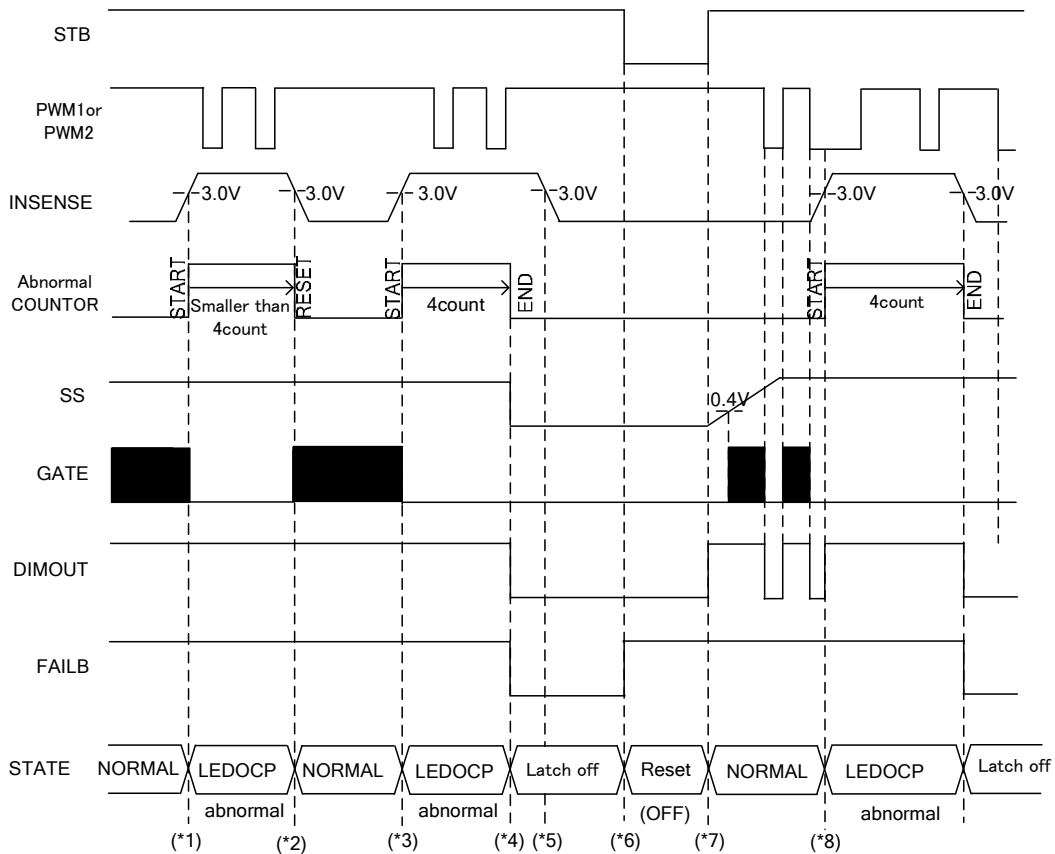 STB
PWM1or
PWM2
INSENSE
3.0V
3.0V
3.0V
3.0V
3.0V
3.0V
Abnormal
COUNTOR
START
Smaller than
4count
RESET
START
4count
END
START
4count
END
SS
0.4V
GATE
DIMOUT
FAILB
STATE
NORMAL
LEDOCP
NORMAL
LEDOCP
Latch off
Reset
NORMAL
LEDOCP
Latch off
abnormal
abnormal
(OFF)
abnormal
(*1)
(*2)
(*3)
(*4)
(*5)
(*6)
(*7)
(*8)